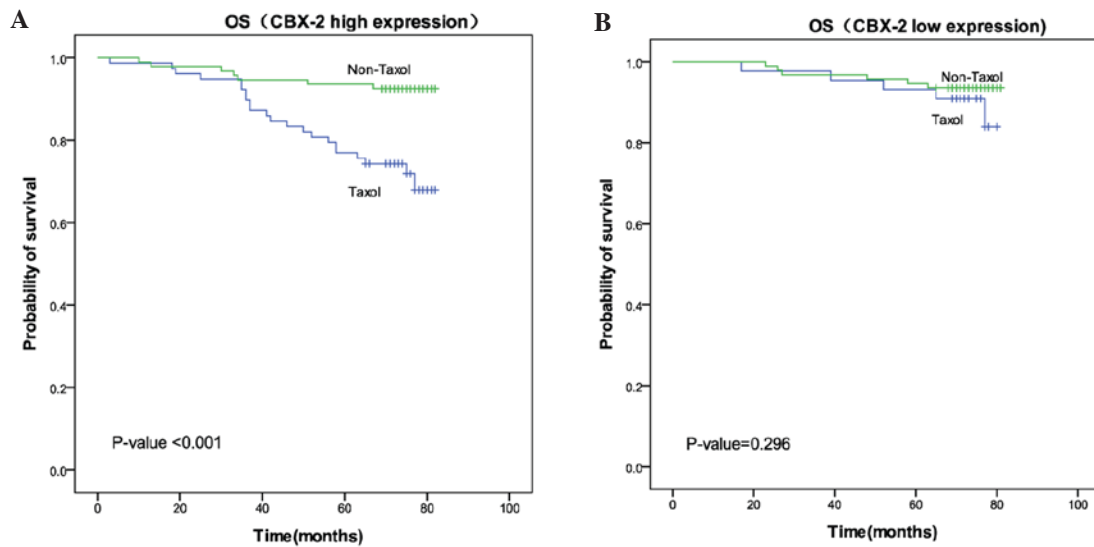 A
OS（CBX-2 high expression）
Probability of survival
1.0
0.8
0.6
0.4
0.2
0.0
Non-Taxol
Taxol
P-value <0.001
0 20 40 60 80 100
Time(months)
B
OS（CBX-2 low expression)
Probability of survival
1.0
0.8
0.6
0.4
0.2
0.0
Non-Taxol
Taxol
P-value=0.296
0 20 40 60 80 100
Time(months)